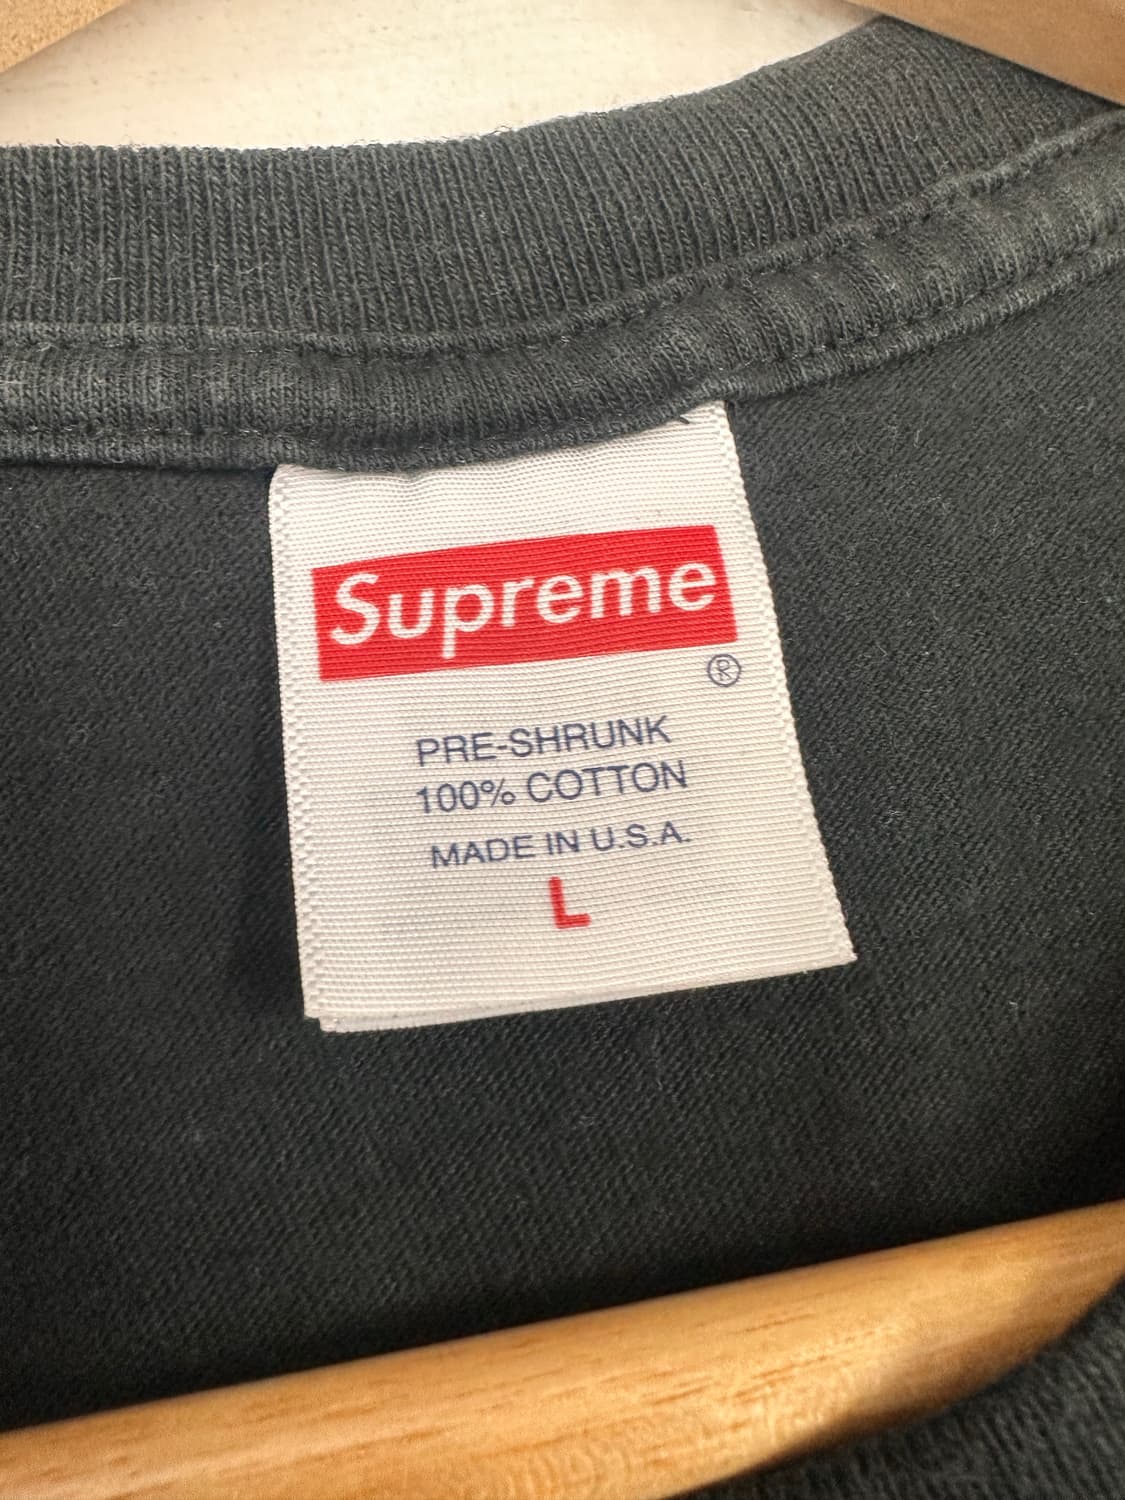 Supreme
®
PRE-SHRUNK
100% COTTON
MADE IN U.S.A.
L